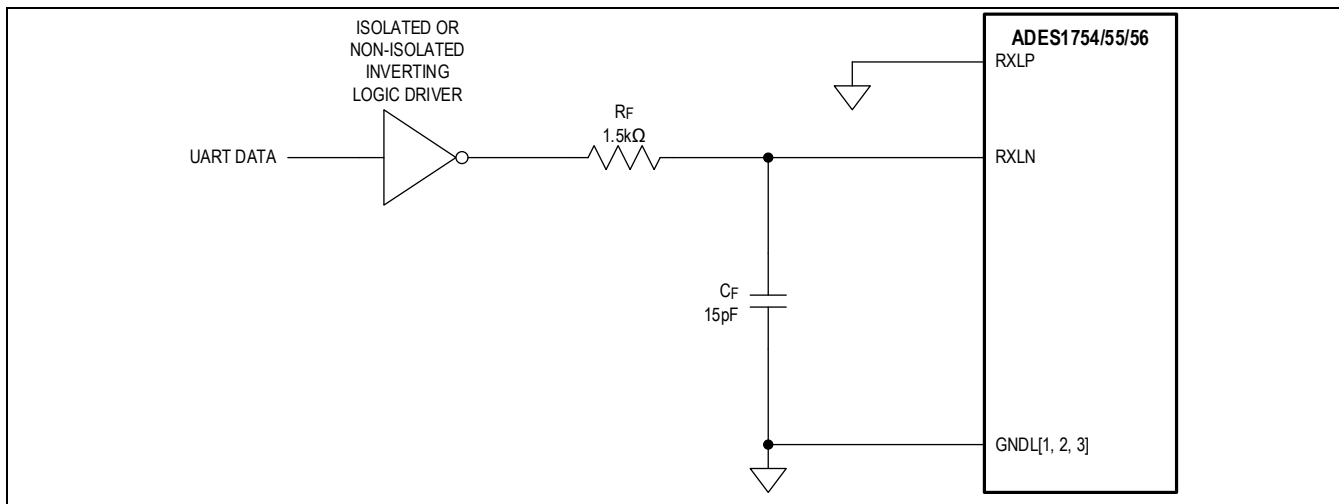 ISOLATED OR
NON-ISOLATED
INVERTING
LOGIC DRIVER
UART DATA
RF
1.5kΩ
CF
15pF
ADES1754/55/56
RXLP
RXLN
GNDL[1, 2, 3]